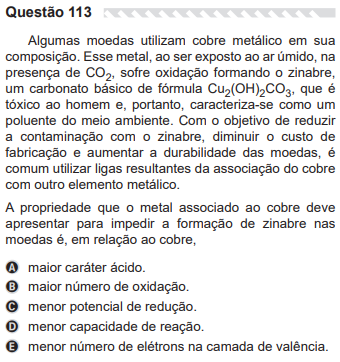 Questão 113
Algumas moedas utilizam cobre metálico em sua
composição. Esse metal, ao ser exposto ao ar úmido, na
presença de CO₂, sofre oxidação formando o zinabre,
um carbonato básico de fórmula Cu₂(OH)₂CO₃, que é
tóxico ao homem e, portanto, caracteriza-se como um
poluente do meio ambiente. Com o objetivo de reduzir
a contaminação com o zinabre, diminuir o custo de
fabricação e aumentar a durabilidade das moedas, é
comum utilizar ligas resultantes da associação do cobre
com outro elemento metálico.
A propriedade que o metal associado ao cobre deve
apresentar para impedir a formação de zinabre nas
moedas é, em relação ao cobre,
A maior caráter ácido.
B maior número de oxidação.
C menor potencial de redução.
D menor capacidade de reação.
E menor número de elétrons na camada de valência.